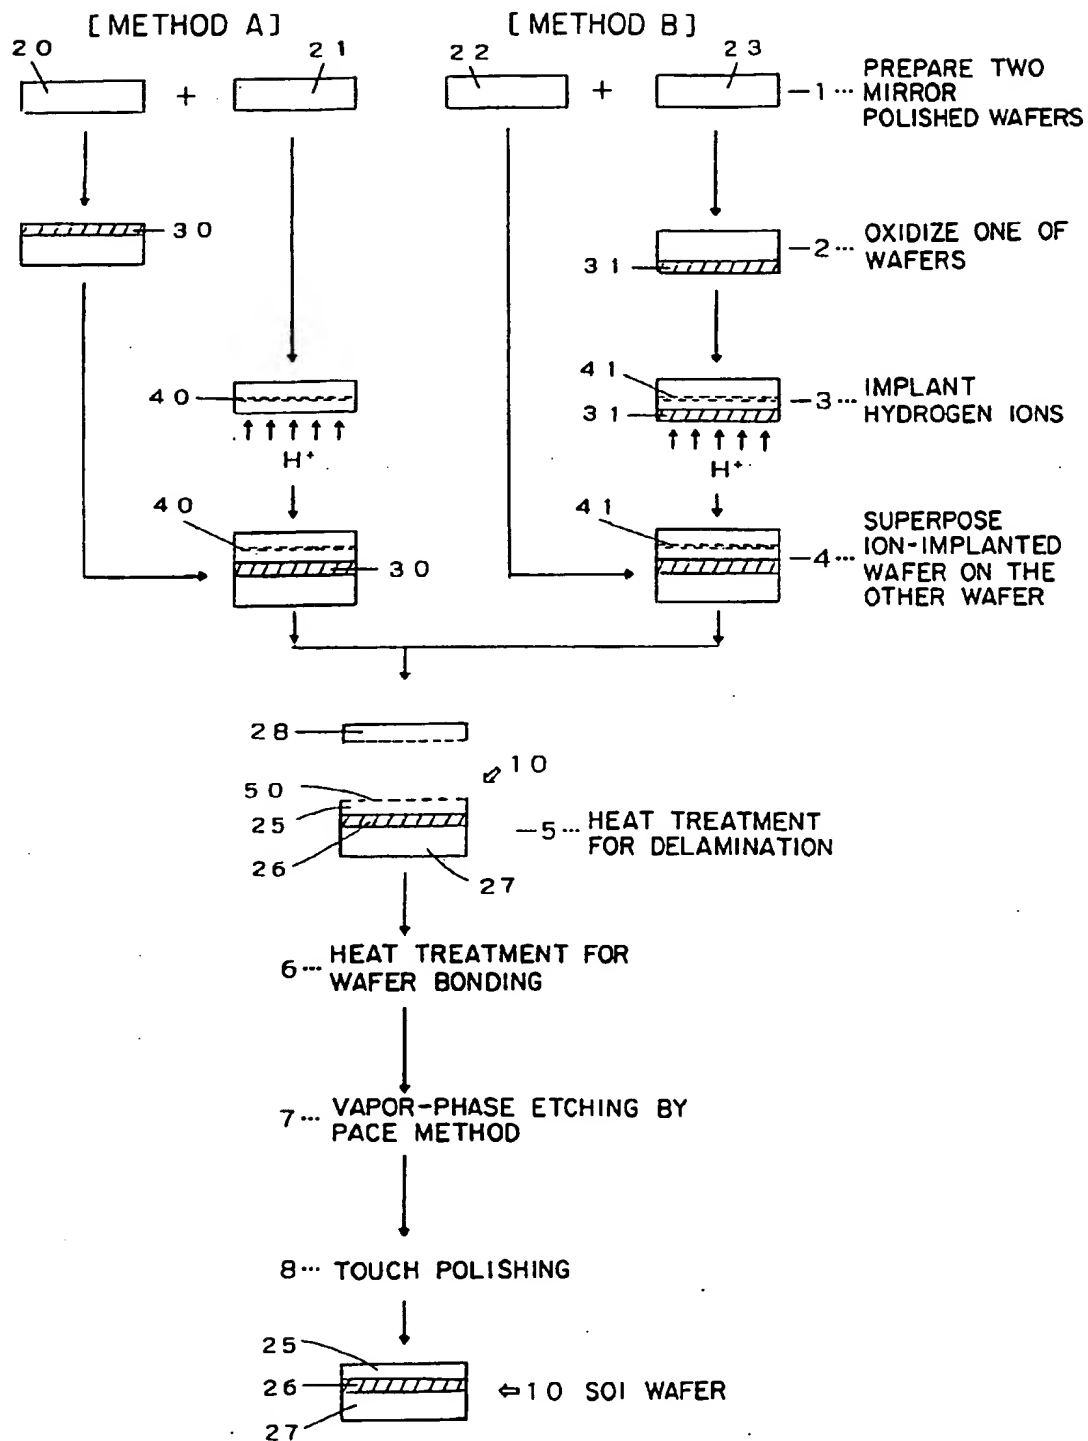 [METHOD A]
[METHOD B]
20
21
22
23
+
+
1... PREPARE TWO
MIRROR
POLISHED WAFERS
30
31
2... OXIDIZE ONE OF
WAFERS
40
41
31
3... IMPLANT
HYDROGEN IONS
H+
H+
40
30
41
4... SUPERPOSE
ION-IMPLANTED
WAFER ON THE
OTHER WAFER
28
10
50
25
26
27
5... HEAT TREATMENT
FOR DELAMINATION
6... HEAT TREATMENT FOR
WAFER BONDING
7... VAPOR-PHASE ETCHING BY
PACE METHOD
8... TOUCH POLISHING
25
26
27
⇦10 SOI WAFER